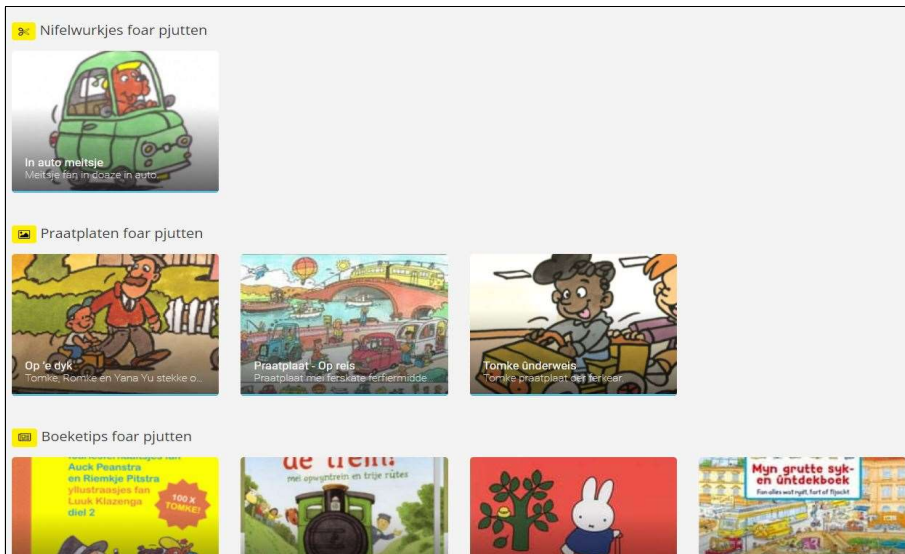 Nifelwurkjes foar pjutten
In auto meitsje
Meitsje fan in doaze in auto.
Praatplaten foar pjutten
Op 'e dyk
Tomke, Romke en Yana Yu stekke o...
Praatplaat - Op reis
Praatplaat mei ferskate ferfiermidde
Tomke ûnderweis
Tomke praatplaat oer ferkear.
Boeketips foar pjutten
Auck Peanstra
en Riemkje Pitstra
yllustraasjes fan
Luuk Klazenga
diel 2
100 X
TOMKE!
de trein!
mei opwyntrein en trije rûtes
Myn grutte syk-
en ûntdekboek
Fan alles wat rydt, fart of fljocht